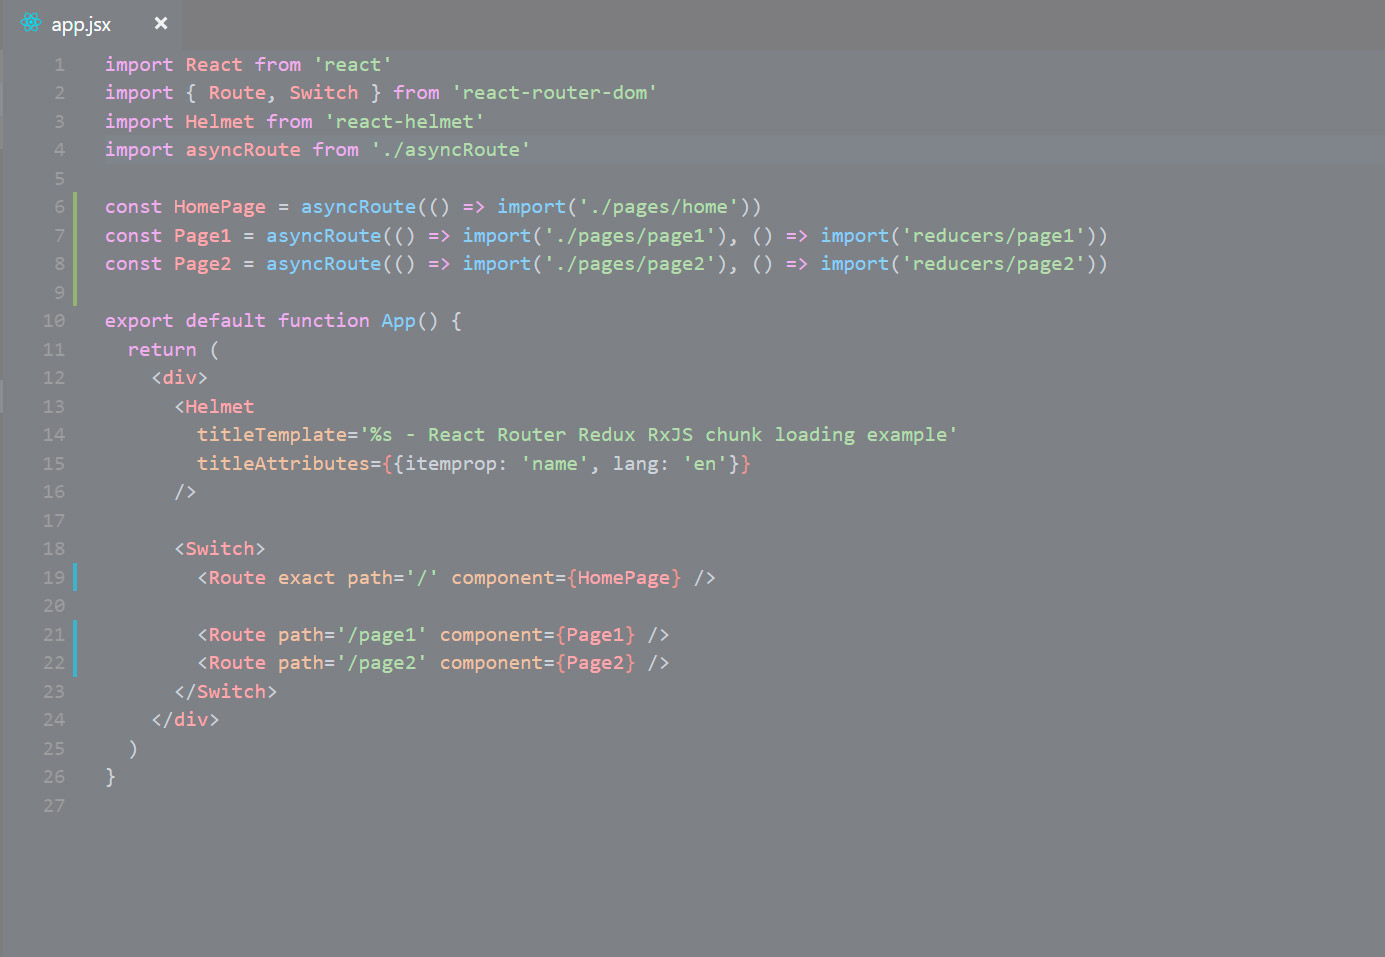 app.jsx ×
1 import React from 'react'
2 import { Route, Switch } from 'react-router-dom'
3 import Helmet from 'react-helmet'
4 import asyncRoute from './asyncRoute'
5
6 const HomePage = asyncRoute(() => import('./pages/home'))
7 const Page1 = asyncRoute(() => import('./pages/page1'), () => import('reducers/page1'))
8 const Page2 = asyncRoute(() => import('./pages/page2'), () => import('reducers/page2'))
9
10 export default function App() {
11   return (
12     <div>
13       <Helmet
14         titleTemplate='%s - React Router Redux RxJS chunk loading example'
15         titleAttributes={{itemprop: 'name', lang: 'en'}}
16       />
17
18       <Switch>
19         <Route exact path='/' component={HomePage} />
20
21         <Route path='/page1' component={Page1} />
22         <Route path='/page2' component={Page2} />
23       </Switch>
24     </div>
25   )
26 }
27